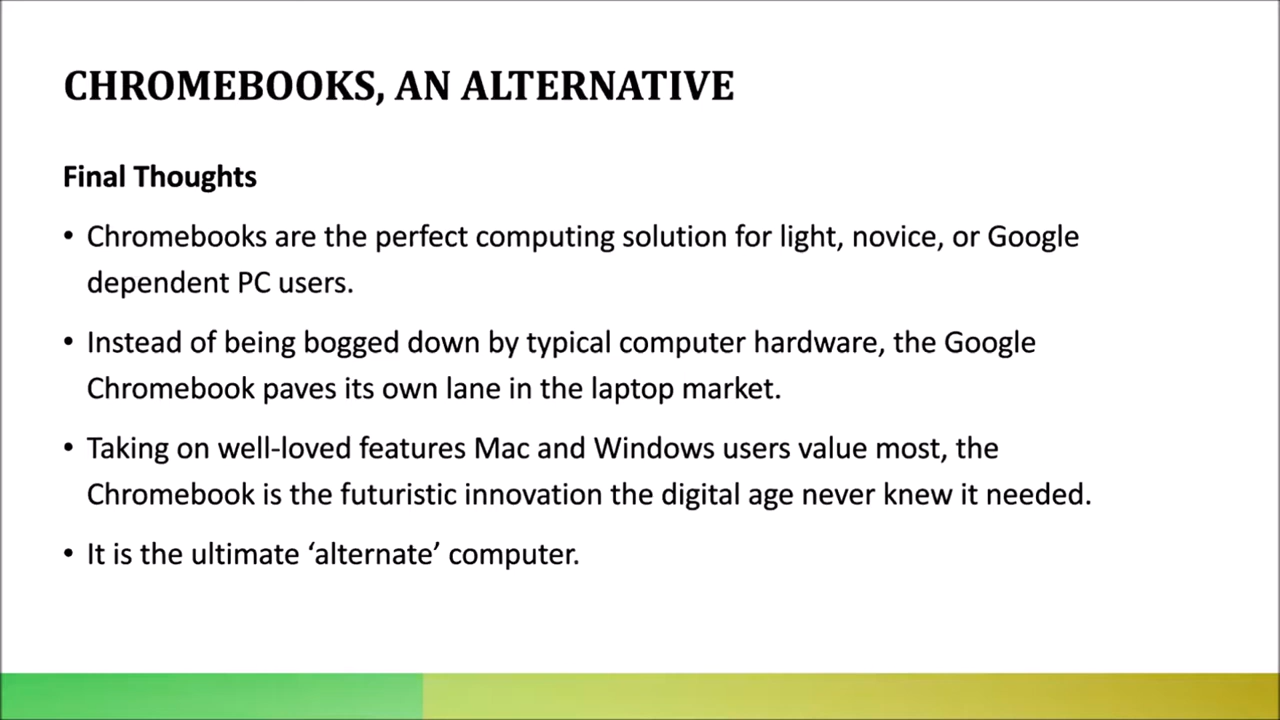 CHROMEBOOKS, AN ALTERNATIVE
Final Thoughts
• Chromebooks are the perfect computing solution for light, novice, or Google
dependent PC users.
• Instead of being bogged down by typical computer hardware, the Google
Chromebook paves its own lane in the laptop market.
• Taking on well-loved features Mac and Windows users value most, the
Chromebook is the futuristic innovation the digital age never knew it needed.
• It is the ultimate ‘alternate’ computer.